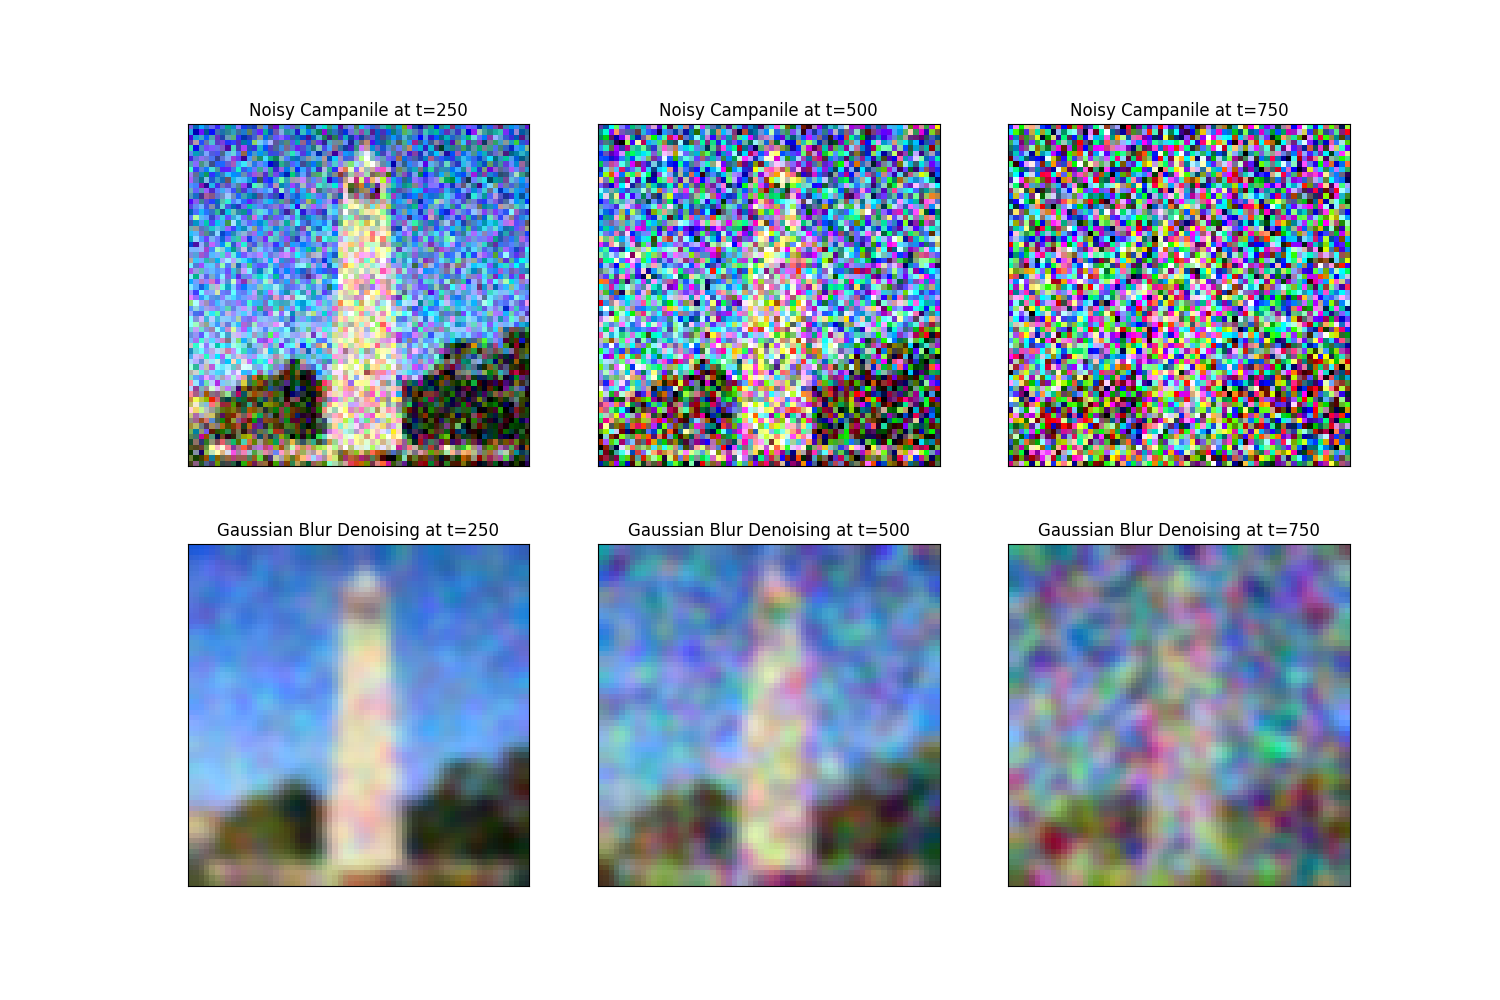 Noisy Campanile at t=250
Noisy Campanile at t=500
Noisy Campanile at t=750
Gaussian Blur Denoising at t=250
Gaussian Blur Denoising at t=500
Gaussian Blur Denoising at t=750